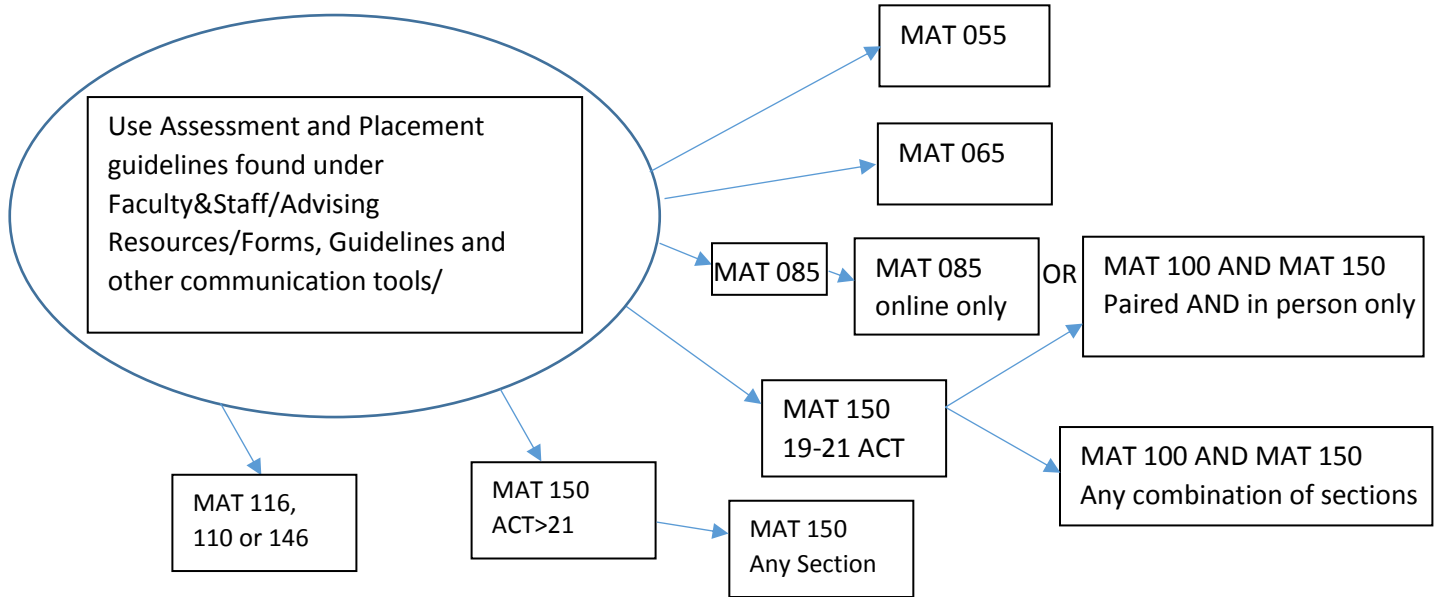 MAT 055
Use Assessment and Placement
guidelines found under
Faculty&Staff/Advising
Resources/Forms, Guidelines and
other communication tools/
MAT 065
MAT 085
MAT 085
online only
OR
MAT 100 AND MAT 150
Paired AND in person only
MAT 150
19-21 ACT
MAT 100 AND MAT 150
Any combination of sections
MAT 116,
110 or 146
MAT 150
ACT>21
MAT 150
Any Section